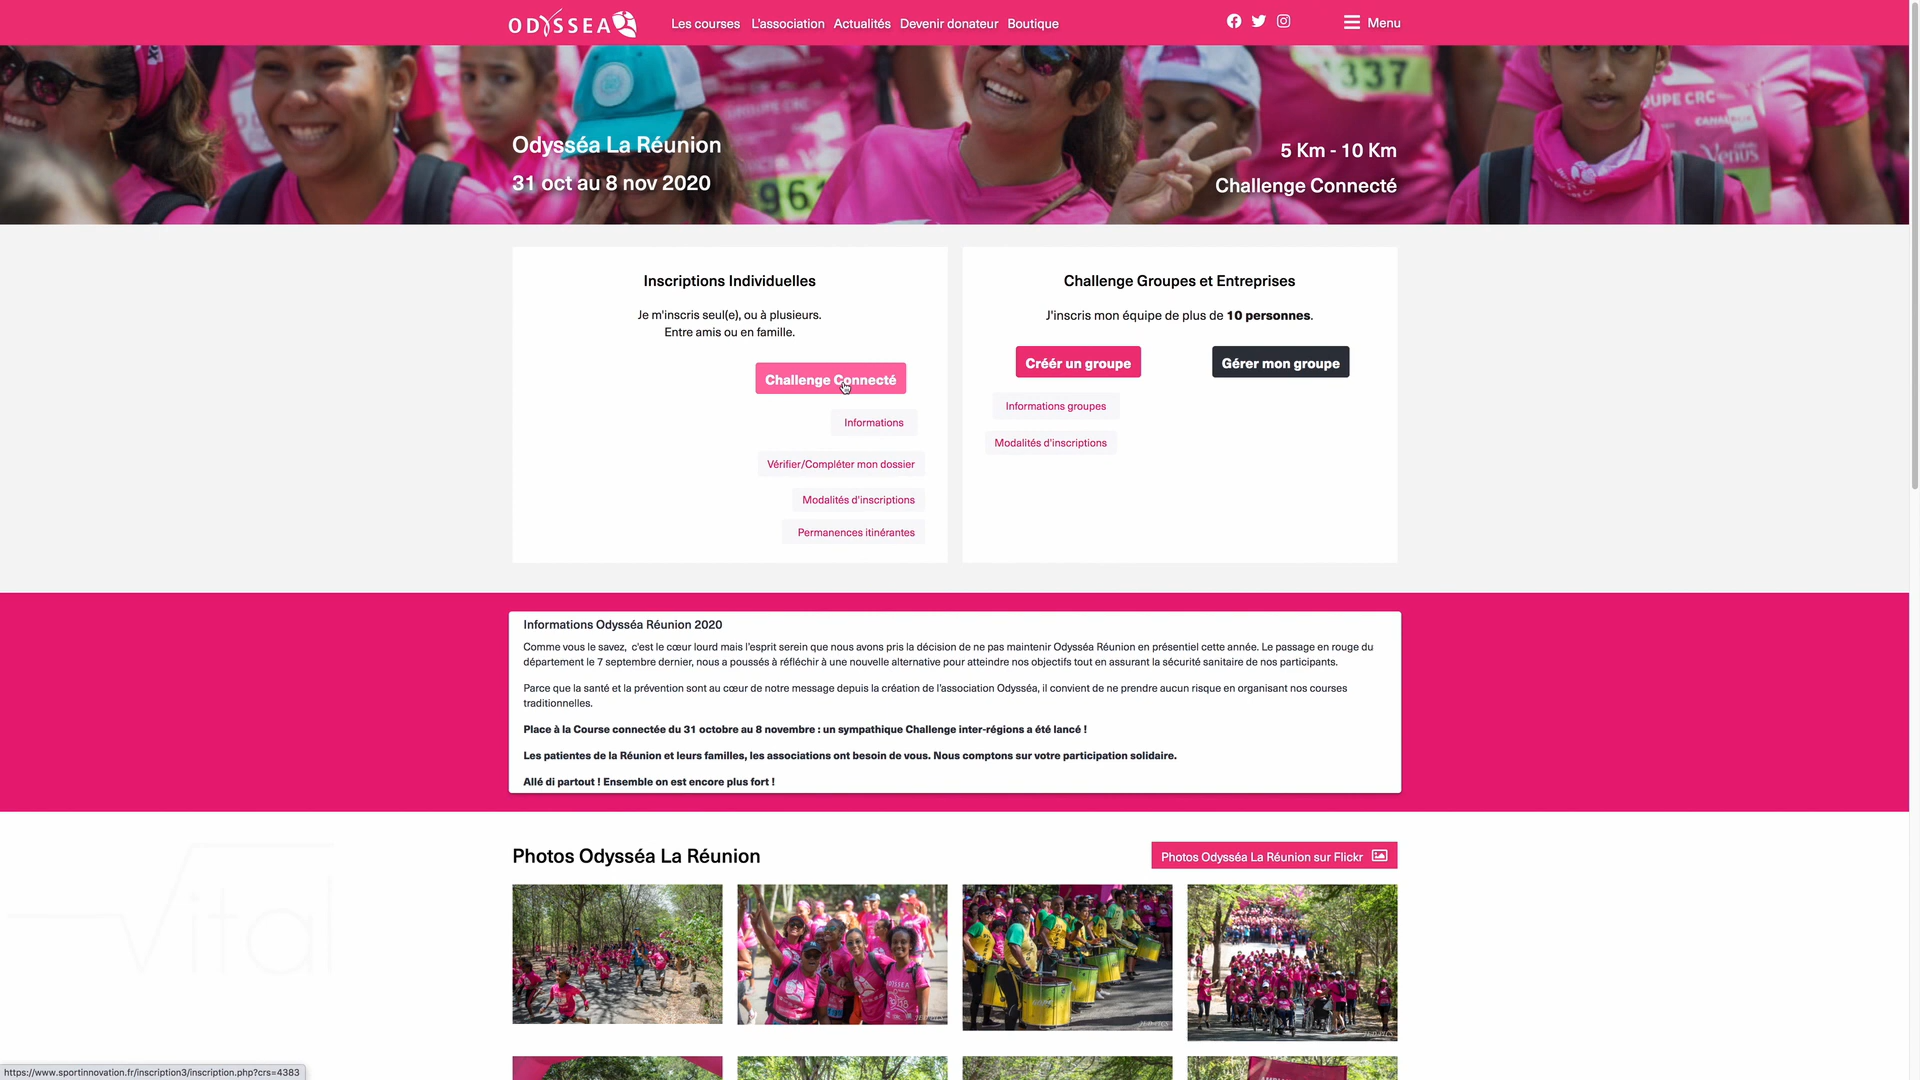 ODYSSEA
Les courses L'association Actualités Devenir donateur Boutique
Menu
337
OUPE CRC
Venus
961
Odysséa La Réunion
31 oct au 8 nov 2020
5 Km - 10 Km
Challenge Connecté
Inscriptions Individuelles
Je m'inscris seul(e), ou à plusieurs.
Entre amis ou en famille.
Challenge Connecté
Informations
Vérifier/Compléter mon dossier
Modalités d'inscriptions
Permanences itinérantes
Challenge Groupes et Entreprises
J'inscris mon équipe de plus de 10 personnes.
Créér un groupe
Gérer mon groupe
Informations groupes
Modalités d'inscriptions
Informations Odysséa Réunion 2020
Comme vous le savez, c'est le cœur lourd mais l'esprit serein que nous avons pris la décision de ne pas maintenir Odysséa Réunion en présentiel cette année. Le passage en rouge du
département le 7 septembre dernier, nous a poussés à réfléchir à une nouvelle alternative pour atteindre nos objectifs tout en assurant la sécurité sanitaire de nos participants.
Parce que la santé et la prévention sont au cœur de notre message depuis la création de l'association Odysséa, il convient de ne prendre aucun risque en organisant nos courses
traditionnelles.
Place à la Course connectée du 31 octobre au 8 novembre : un sympathique Challenge inter-régions a été lancé !
Les patientes de la Réunion et leurs familles, les associations ont besoin de vous. Nous comptons sur votre participation solidaire.
Allé di partout ! Ensemble on est encore plus fort !
Photos Odysséa La Réunion
Photos Odysséa La Réunion sur Flickr
Vital
https://www.sportinnovation.fr/inscription3/inscription.php?crs=4383